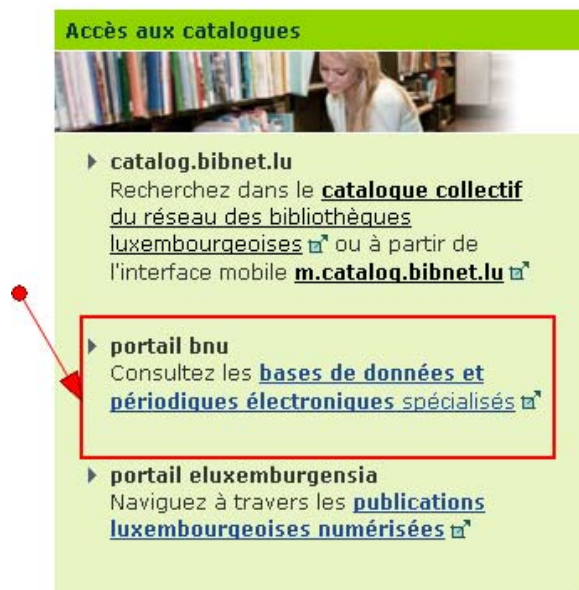 Accès aux catalogues
catalog.bibnet.lu
Recherchez dans le catalogue collectif
du réseau des bibliothèques
luxembourgeoises ou à partir de
l'interface mobile m.catalog.bibnet.lu
portail bnu
Consultez les bases de données et
périodiques électroniques spécialisés
portail eluxemburgensia
Naviguez à travers les publications
luxembourgeoises numérisées